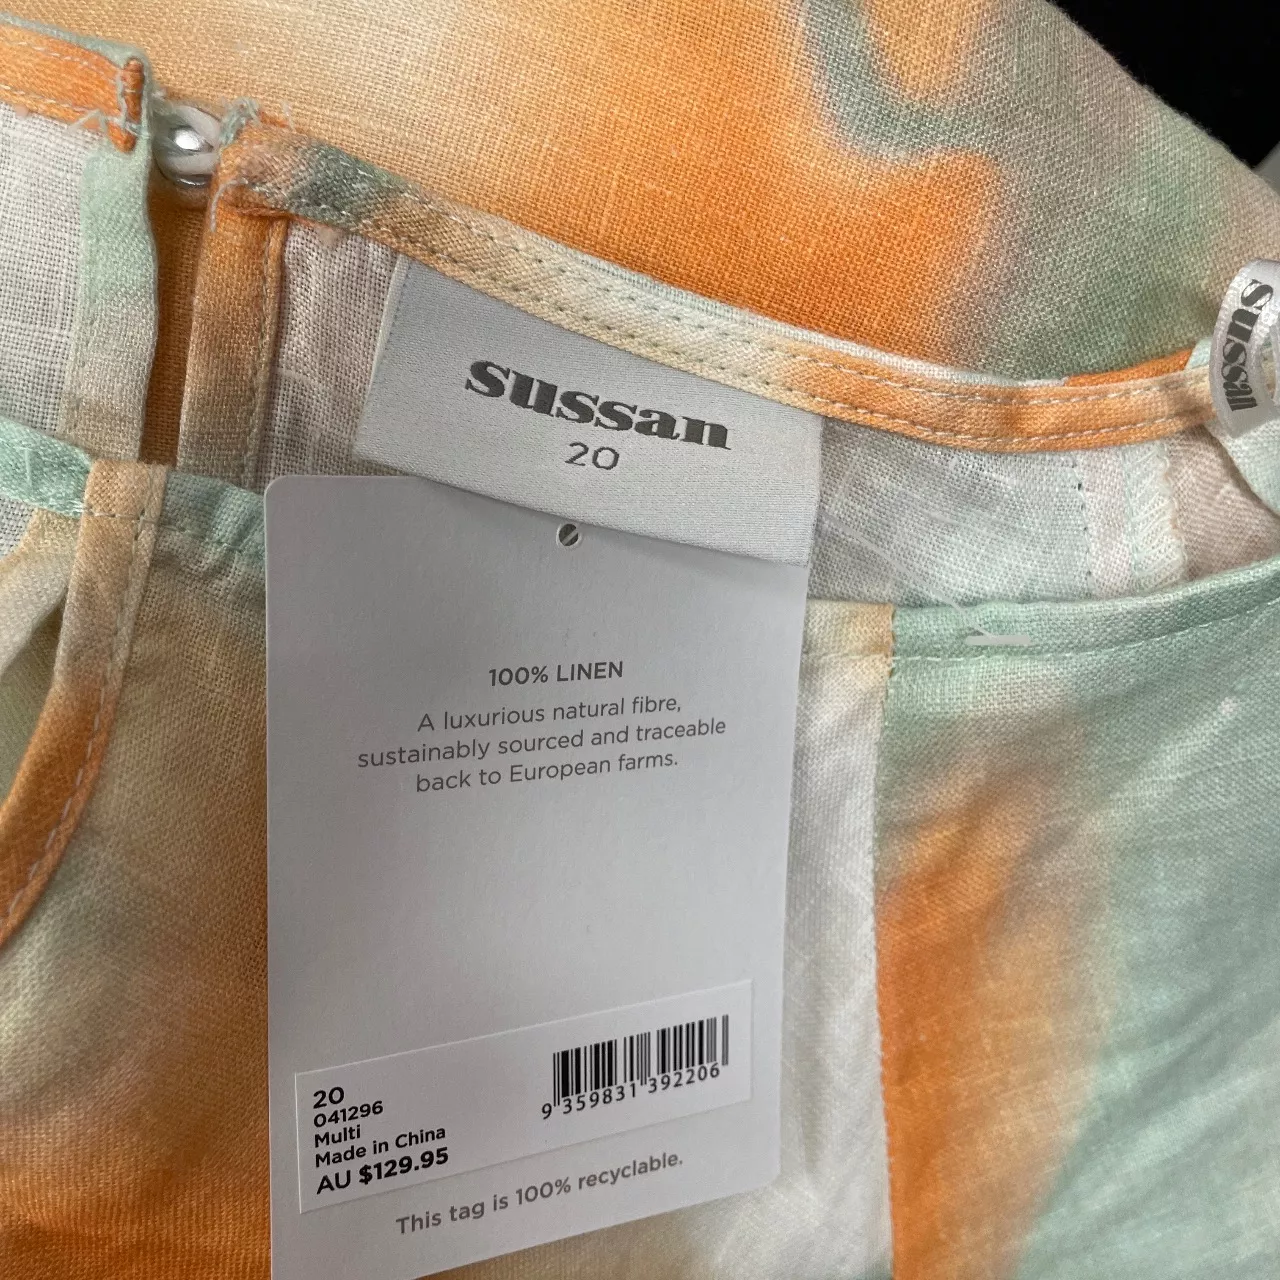 sussan
20
sussan
100% LINEN
A luxurious natural fibre,
sustainably sourced and traceable
back to European farms.
20
041296
Multi
Made in China
AU $129.95
9 359831 392206
This tag is 100% recyclable.